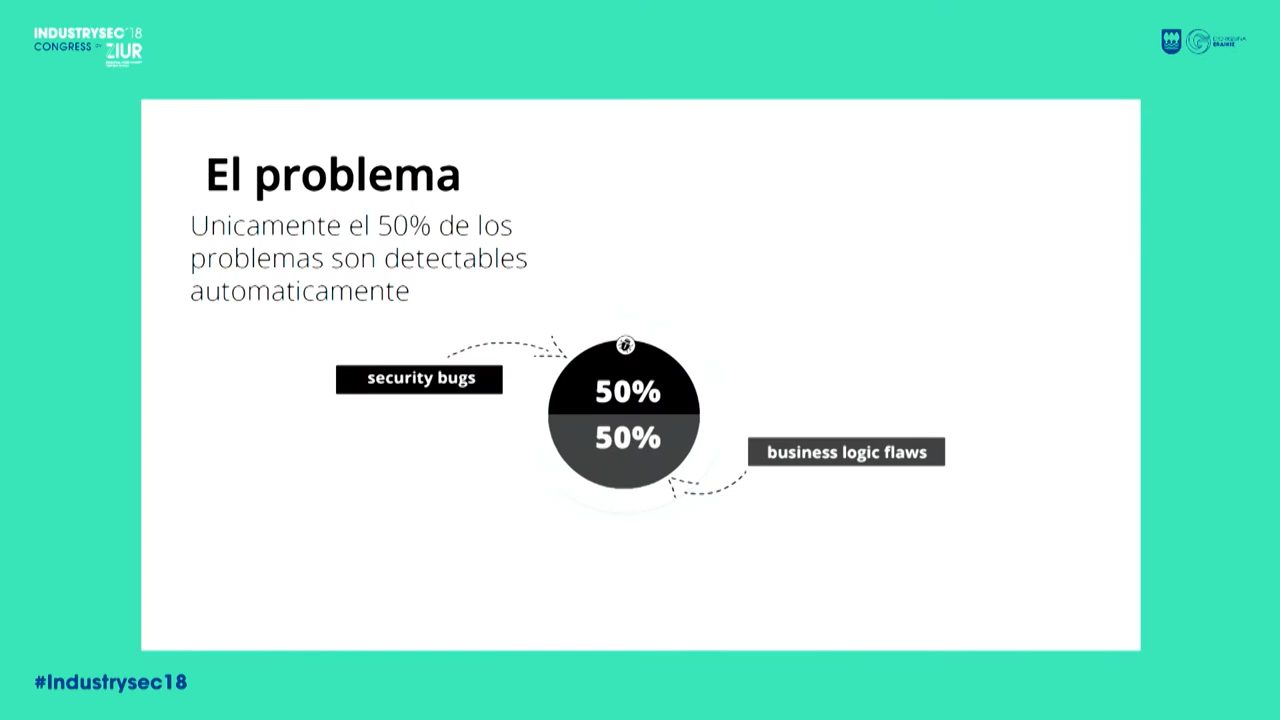 INDUSTRYSEC'18
CONGRESS BY ZIUR
El problema
Unicamente el 50% de los
problemas son detectables
automaticamente
security bugs
50%
50%
business logic flaws
#Industrysec18